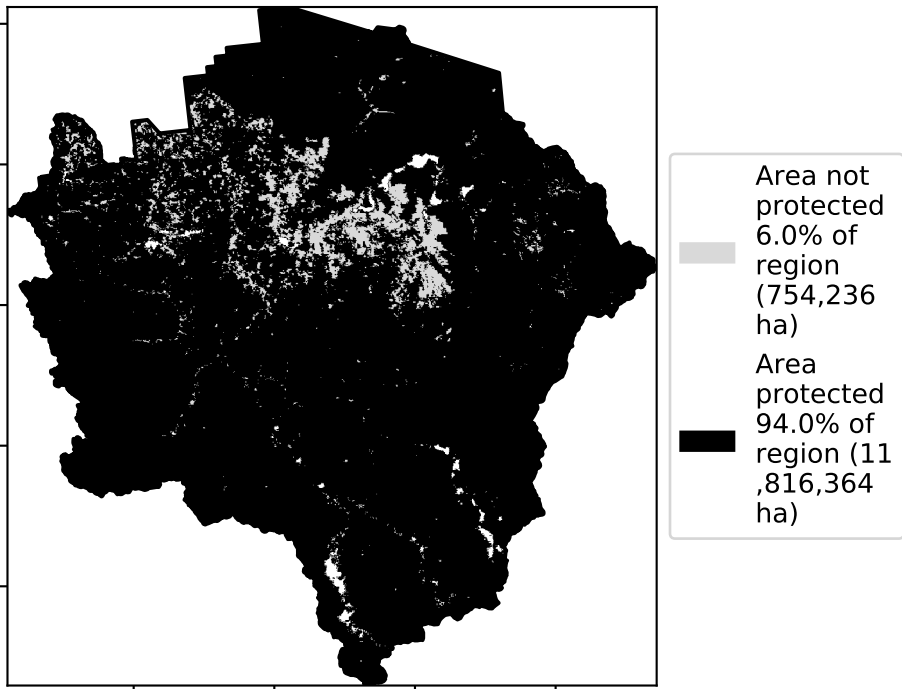 Area not
protected
6.0% of
region
(754,236
ha)
Area
protected
94.0% of
region (11
,816,364
ha)